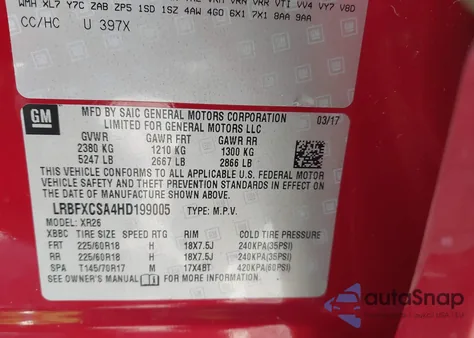 WMH XL7 Y7C ZAB ZP5 1SD 1SZ 4AW 4G0 6X1 7X1 8AA 9AA
CC/HC U 397X
GM
MFD BY SAIC GENERAL MOTORS CORPORATION
LIMITED FOR GENERAL MOTORS LLC
03/17
GVWR GAWR FRT GAWR RR
2380 KG 1210 KG 1300 KG
5247 LB 2667 LB 2866 LB
THIS VEHICLE CONFORMS TO ALL APPLICABLE U.S. FEDERAL MOTOR
VEHICLE SAFETY AND THEFT PREVENTION STANDARDS IN EFFECT ON
THE DATE OF MANUFACTURE SHOWN ABOVE.
LRBFXCSA4HD199005 TYPE: M.P.V.
MODEL: XR26
XBBC TIRE SIZE SPEED RTG RIM COLD TIRE PRESSURE
FRT 225/60R18 H 18X7.5J 240KPA(35PSI)
RR 225/60R18 H 18X7.5J 240KPA(35PSI)
SPA T145/70R17 M 17X4BT 420KPA(60PSI)
SEE OWNER'S MANUAL FOR MORE INFORMATION.
autoSnap